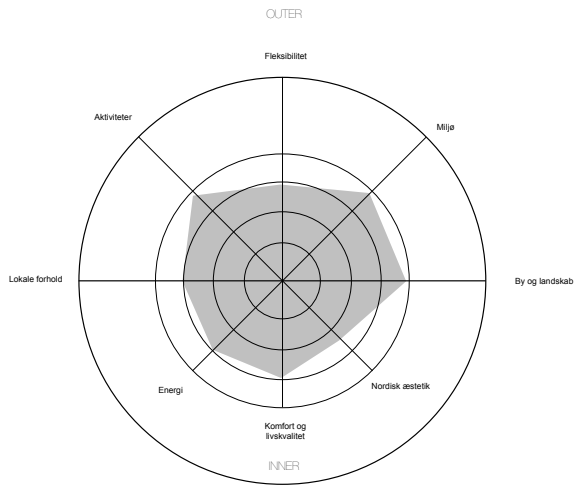 OUTER
Fleksibilitet
Aktiviteter
Miljø
Lokale forhold
By og landskab
Energi
Nordisk æstetik
Komfort og
livskvalitet
INNER